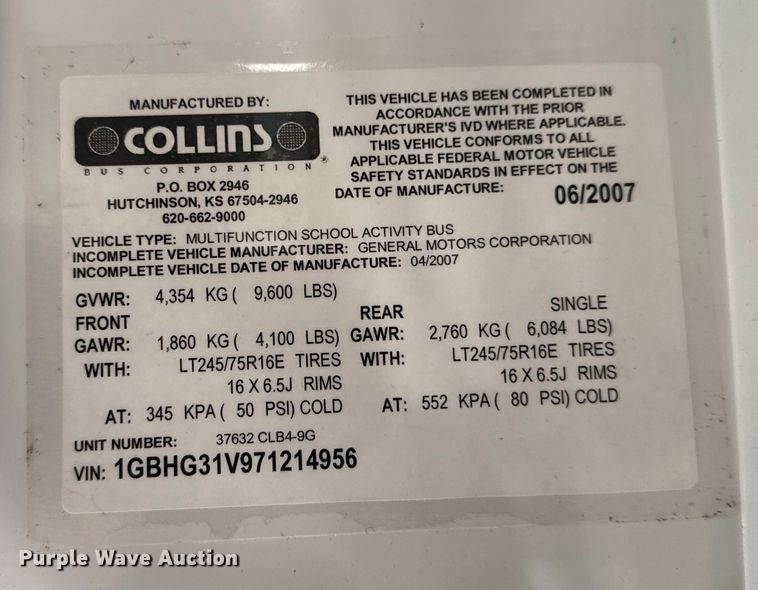 MANUFACTURED BY:
COLLINS
BUS CORPORATION®
P.O. BOX 2946
HUTCHINSON, KS 67504-2946
620-662-9000
THIS VEHICLE HAS BEEN COMPLETED IN
ACCORDANCE WITH THE PRIOR
MANUFACTURER'S IVD WHERE APPLICABLE.
THIS VEHICLE CONFORMS TO ALL
APPLICABLE FEDERAL MOTOR VEHICLE
SAFETY STANDARDS IN EFFECT ON THE
DATE OF MANUFACTURE: 06/2007
VEHICLE TYPE: MULTIFUNCTION SCHOOL ACTIVITY BUS
INCOMPLETE VEHICLE MANUFACTURER: GENERAL MOTORS CORPORATION
INCOMPLETE VEHICLE DATE OF MANUFACTURE: 04/2007
GVWR: 4,354 KG ( 9,600 LBS)
FRONT
GAWR: 1,860 KG ( 4,100 LBS)
WITH: LT245/75R16E TIRES
16 X 6.5J RIMS
AT: 345 KPA ( 50 PSI) COLD
REAR SINGLE
GAWR: 2,760 KG ( 6,084 LBS)
WITH: LT245/75R16E TIRES
16 X 6.5J RIMS
AT: 552 KPA ( 80 PSI) COLD
UNIT NUMBER: 37632 CLB4-9G
VIN: 1GBHG31V971214956
Purple Wave Auction